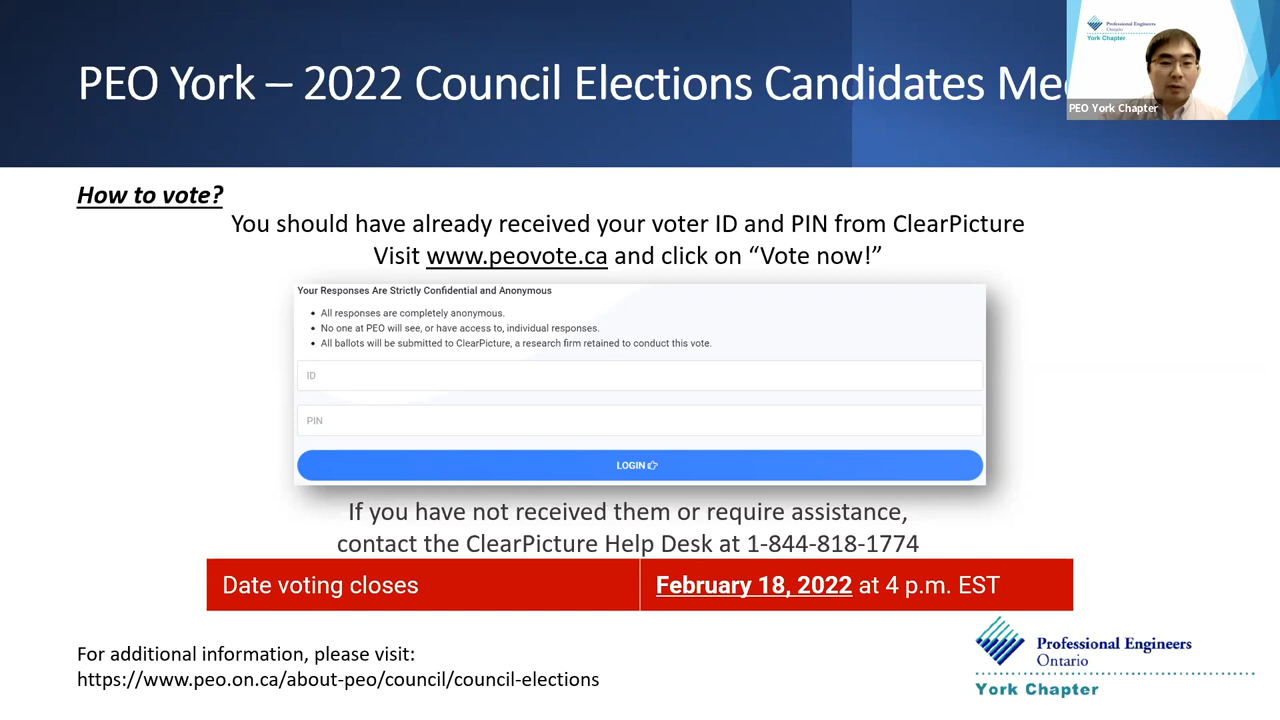 PEO York – 2022 Council Elections Candidates Me
Professional Engineers
Ontario
York Chapter
PEO York Chapter
How to vote?
You should have already received your voter ID and PIN from ClearPicture
Visit www.peovote.ca and click on “Vote now!”
Your Responses Are Strictly Confidential and Anonymous
• All responses are completely anonymous.
• No one at PEO will see, or have access to, individual responses.
• All ballots will be submitted to ClearPicture, a research firm retained to conduct this vote.
ID
PIN
LOGIN
If you have not received them or require assistance,
contact the ClearPicture Help Desk at 1-844-818-1774
Date voting closes February 18, 2022 at 4 p.m. EST
For additional information, please visit:
https://www.peo.on.ca/about-peo/council/council-elections
Professional Engineers
Ontario
York Chapter